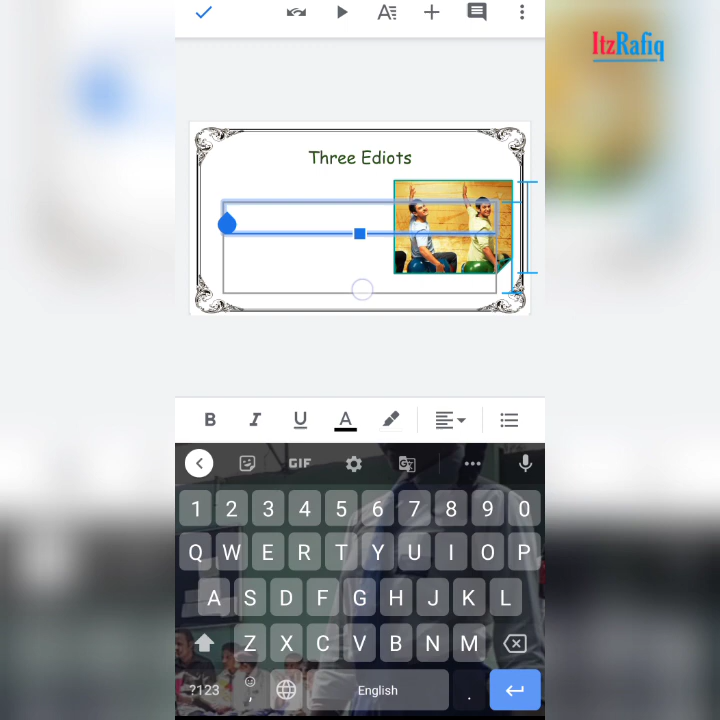 ItzRafiq
Three Ediots
B I U A
GIF
1 2 3 4 5 6 7 8 9 0
Q W E R T Y U I O P
A S D F G H J K L
Z X C V B N M
?123 , English .